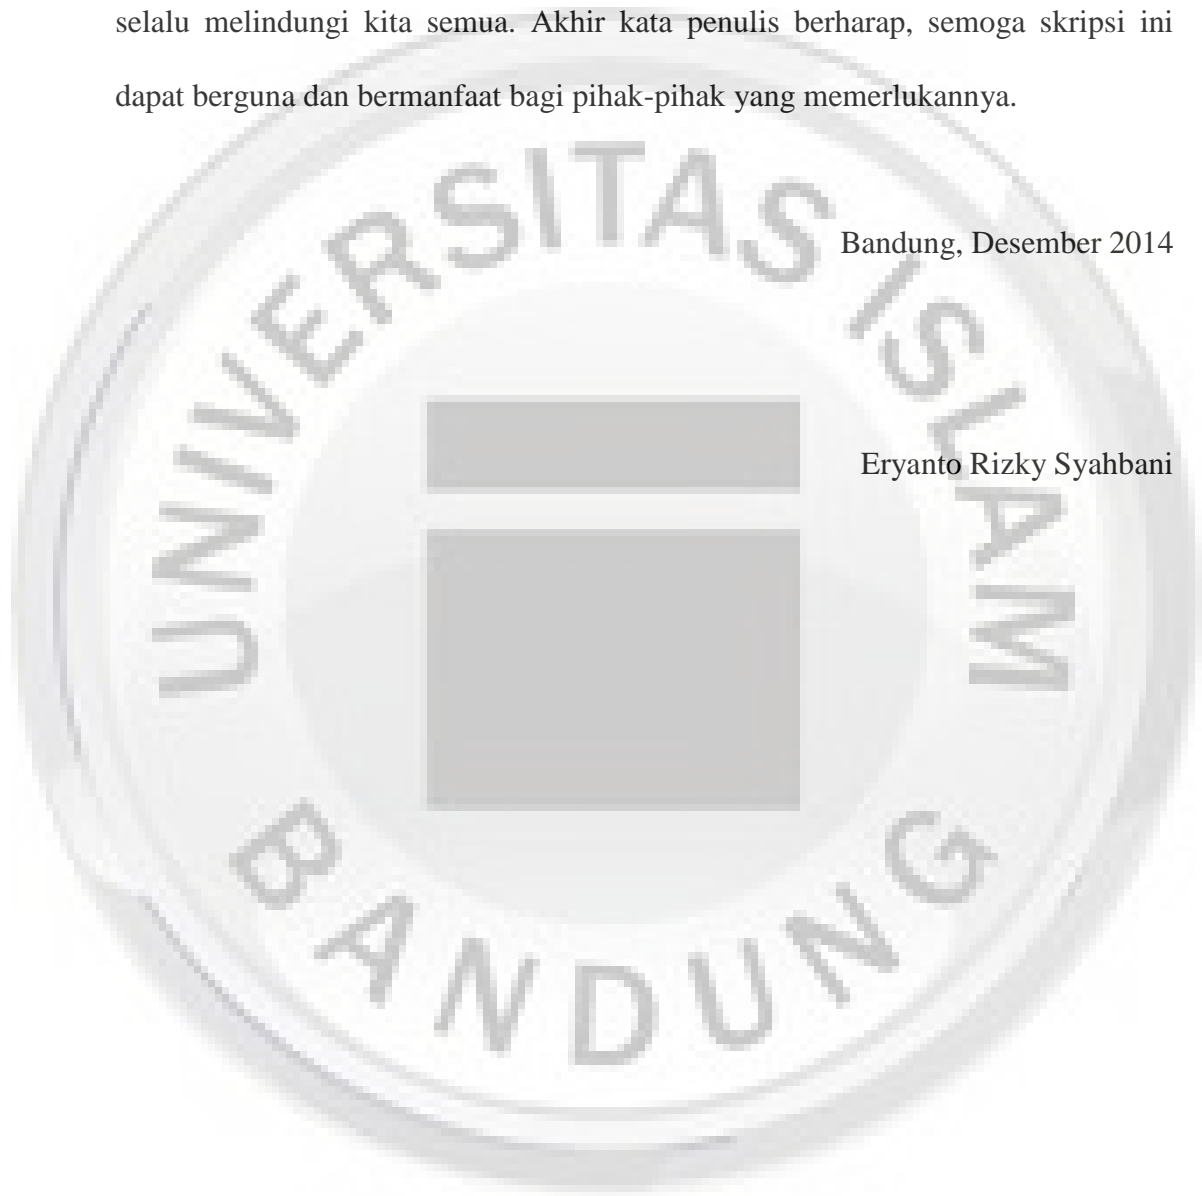 selalu melindungi kita semua. Akhir kata penulis berharap, semoga skripsi ini
dapat berguna dan bermanfaat bagi pihak-pihak yang memerlukannya.
Bandung, Desember 2014
Eryanto Rizky Syahbani
UNIVERSITAS ISLAM
BANDUNG